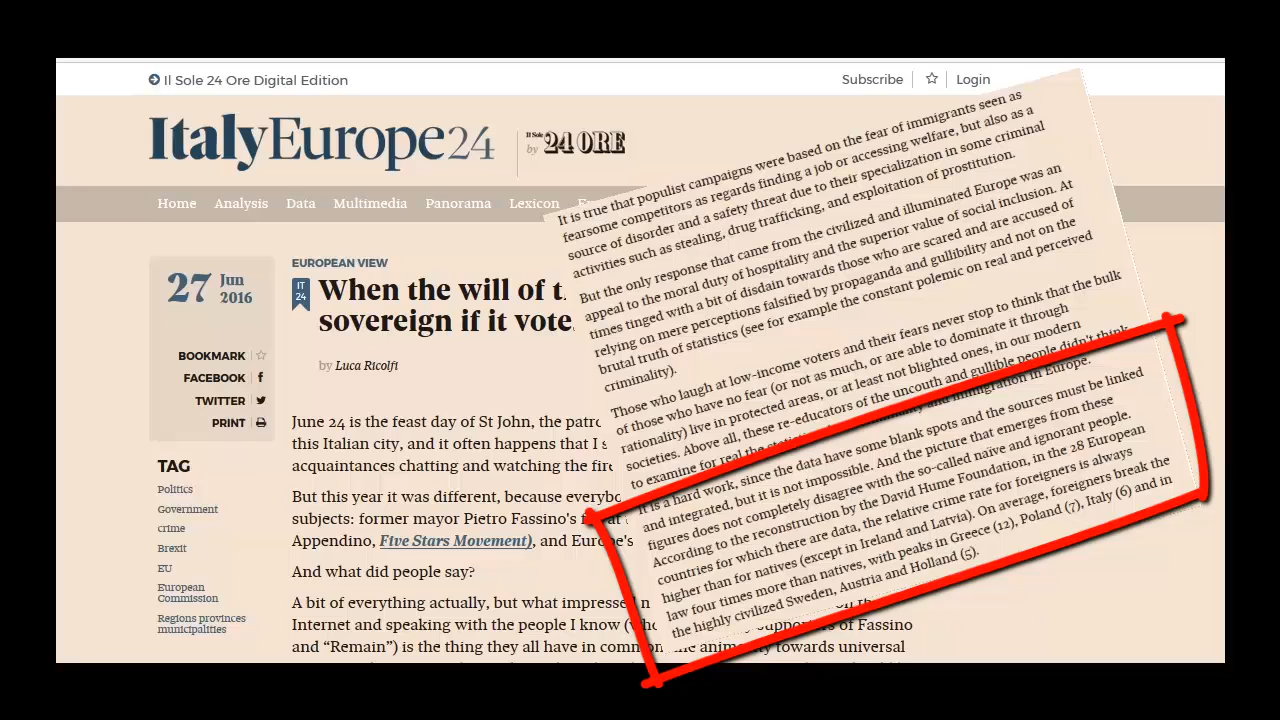 Il Sole 24 Ore Digital Edition
Subscribe
Login
ItalyEurope24
by Il Sole 24 ORE
Home Analysis Data Multimedia Panorama Lexicon
27 Jun
2016
BOOKMARK
FACEBOOK
TWITTER
PRINT
TAG
Politics
Government
crime
Brexit
EU
European
Commission
Regions provinces
municipalities
EUROPEAN VIEW
IT
24
When the will of t
sovereign if it vote
by Luca Ricolfi
June 24 is the feast day of St John, the patro
this Italian city, and it often happens that I s
acquaintances chatting and watching the fire
But this year it was different, because everybo
subjects: former mayor Pietro Fassino's
Appendino, Five Stars Movement), and Europe's
And what did people say?
A bit of everything actually, but what impressed
Internet and speaking with the people I know supporters of Fassino
and “Remain”) is the thing they all have in common towards universal
It is true that populist campaigns were based on the fear of immigrants seen as
fearsome competitors as regards finding a job or accessing welfare, but also as a
source of disorder and a safety threat due to their specialization in some criminal
activities such as stealing, drug trafficking, and exploitation of prostitution.
But the only response that came from the civilized and illuminated Europe was an
appeal to the moral duty of hospitality and the superior value of social inclusion. At
times tinged with a bit of disdain towards those who are scared and are accused of
relying on mere perceptions falsified by propaganda and gullibility and not on the
brutal truth of statistics (see for example the constant polemic on real and perceived
criminality).
Those who laugh at low-income voters and their fears never stop to think that the bulk
of those who have no fear (or not as much, or are able to dominate it through
rationality) live in protected areas, or at least not blighted ones, in our modern
societies. Above all, these re-educators of the uncouth and gullible people didn't think
to examine for real the and immigration in Europe.
It is a hard work, since the data have some blank spots and the sources must be linked
and integrated, but it is not impossible. And the picture that emerges from these
figures does not completely disagree with the so-called naïve and ignorant people.
According to the reconstruction by the David Hume Foundation, in the 28 European
countries for which there are data, the relative crime rate for foreigners is always
higher than for natives (except in Ireland and Latvia). On average, foreigners break the
law four times more than natives, with peaks in Greece (12), Poland (7), Italy (6) and in
the highly civilized Sweden, Austria and Holland (5).